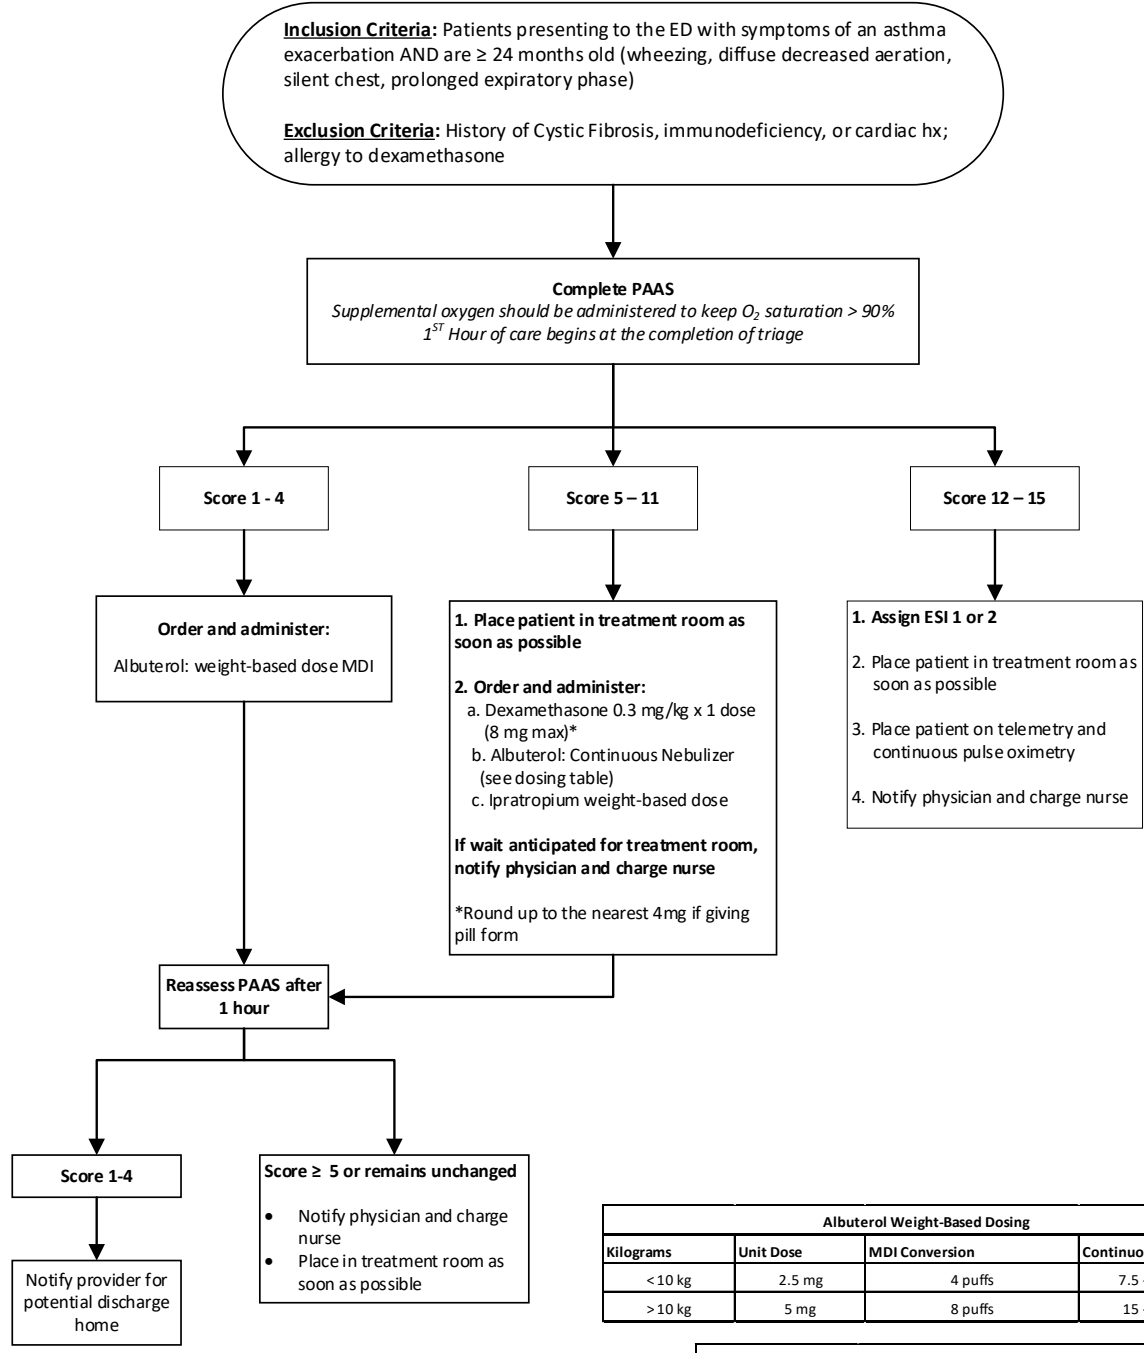 Inclusion Criteria: Patients presenting to the ED with symptoms of an asthma
exacerbation AND are ≥ 24 months old (wheezing, diffuse decreased aeration,
silent chest, prolonged expiratory phase)
Exclusion Criteria: History of Cystic Fibrosis, immunodeficiency, or cardiac hx;
allergy to dexamethasone
Complete PAAS
Supplemental oxygen should be administered to keep O2 saturation > 90%
1ST Hour of care begins at the completion of triage
Score 1 - 4
Score 5 – 11
Score 12 – 15
Order and administer:
Albuterol: weight-based dose MDI
1. Place patient in treatment room as
soon as possible
2. Order and administer:
a. Dexamethasone 0.3 mg/kg x 1 dose
(8 mg max)*
b. Albuterol: Continuous Nebulizer
(see dosing table)
c. Ipratropium weight-based dose
If wait anticipated for treatment room,
notify physician and charge nurse
*Round up to the nearest 4mg if giving
pill form
1. Assign ESI 1 or 2
2. Place patient in treatment room as
soon as possible
3. Place patient on telemetry and
continuous pulse oximetry
4. Notify physician and charge nurse
Reassess PAAS after
1 hour
Score 1-4
Notify provider for
potential discharge
home
Score ≥ 5 or remains unchanged
• Notify physician and charge
nurse
• Place in treatment room as
soon as possible
Albuterol Weight-Based Dosing
Kilograms Unit Dose MDI Conversion
<10 kg 2.5 mg 4 puffs 7.5
>10 kg 5 mg 8 puffs 15